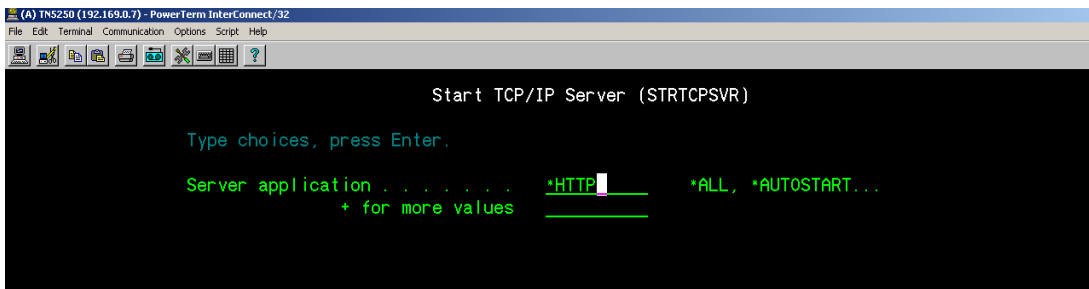 (A) TN5250 (192.169.0.7) - PowerTerm InterConnect/32
File Edit Terminal Communication Options Script Help
Start TCP/IP Server (STRTCPSVR)
Type choices, press Enter.
Server application . . . . . . . *HTTP *ALL, *AUTOSTART...
+ for more values